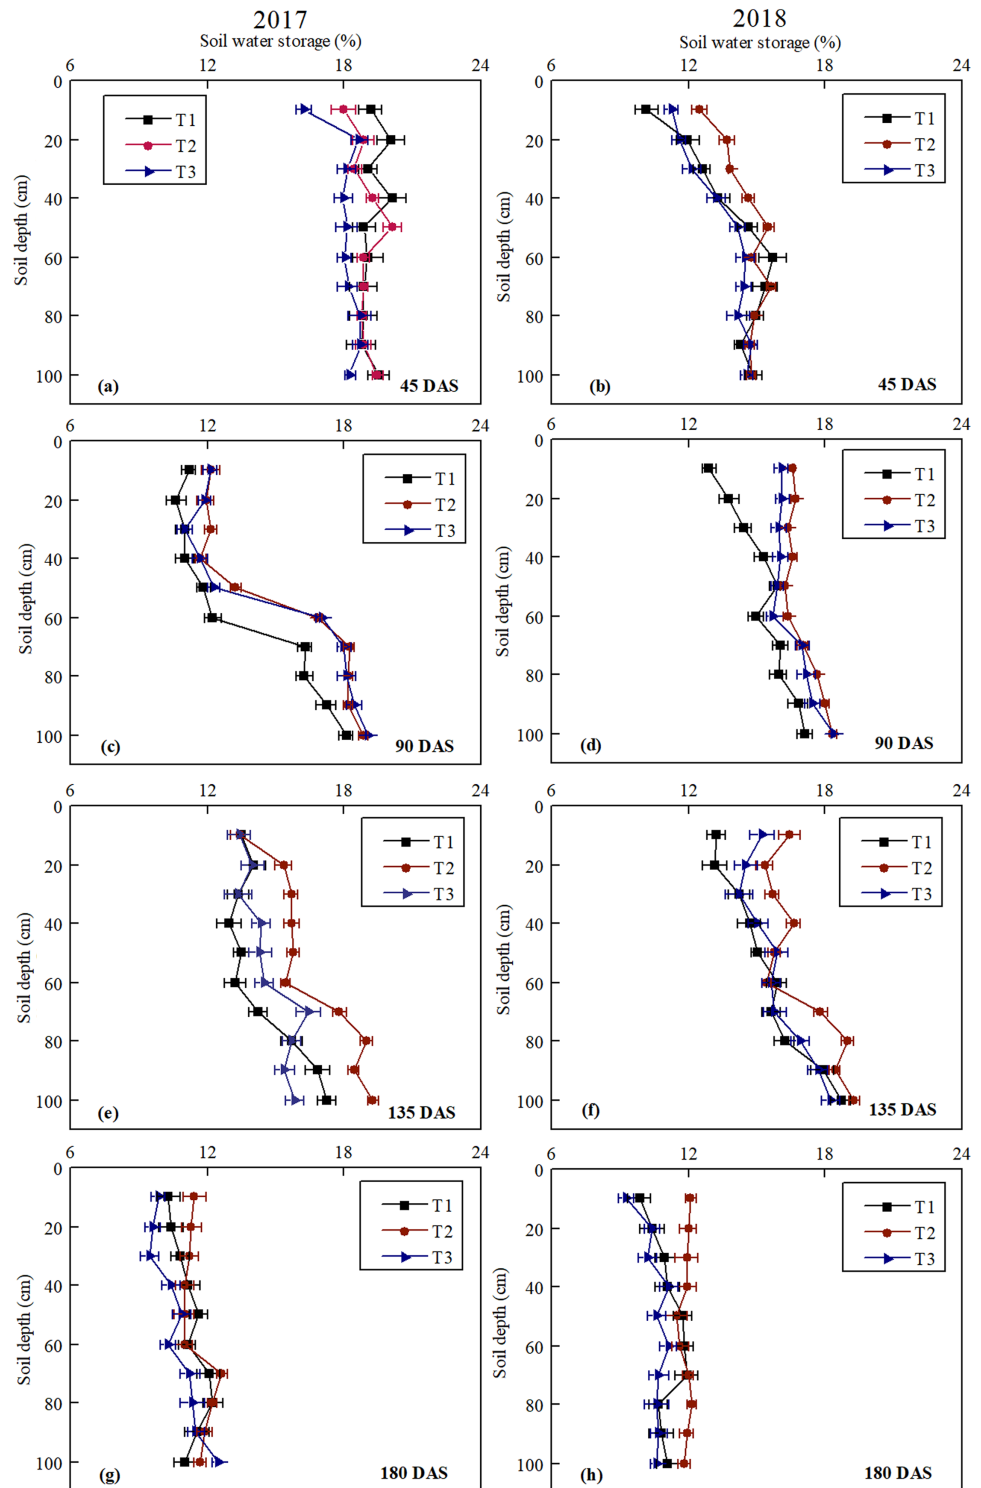 2017
2018
Soil water storage (%)
Soil water storage (%)
6 12 18 24
6 12 18 24
0
20
40
60
80
100
Soil depth (cm)
T1
T2
T3
(a)
45 DAS
0
20
40
60
80
100
Soil depth (cm)
T1
T2
T3
(b)
45 DAS
6 12 18 24
6 12 18 24
0
20
40
60
80
100
Soil depth (cm)
T1
T2
T3
(c)
90 DAS
0
20
40
60
80
100
Soil depth (cm)
T1
T2
T3
(d)
90 DAS
6 12 18 24
6 12 18 24
0
20
40
60
80
100
Soil depth (cm)
T1
T2
T3
(e)
135 DAS
0
20
40
60
80
100
Soil depth (cm)
T1
T2
T3
(f)
135 DAS
6 12 18 24
6 12 18 24
0
20
40
60
80
100
Soil depth (cm)
T1
T2
T3
(g)
180 DAS
0
20
40
60
80
100
Soil depth (cm)
T1
T2
T3
(h)
180 DAS